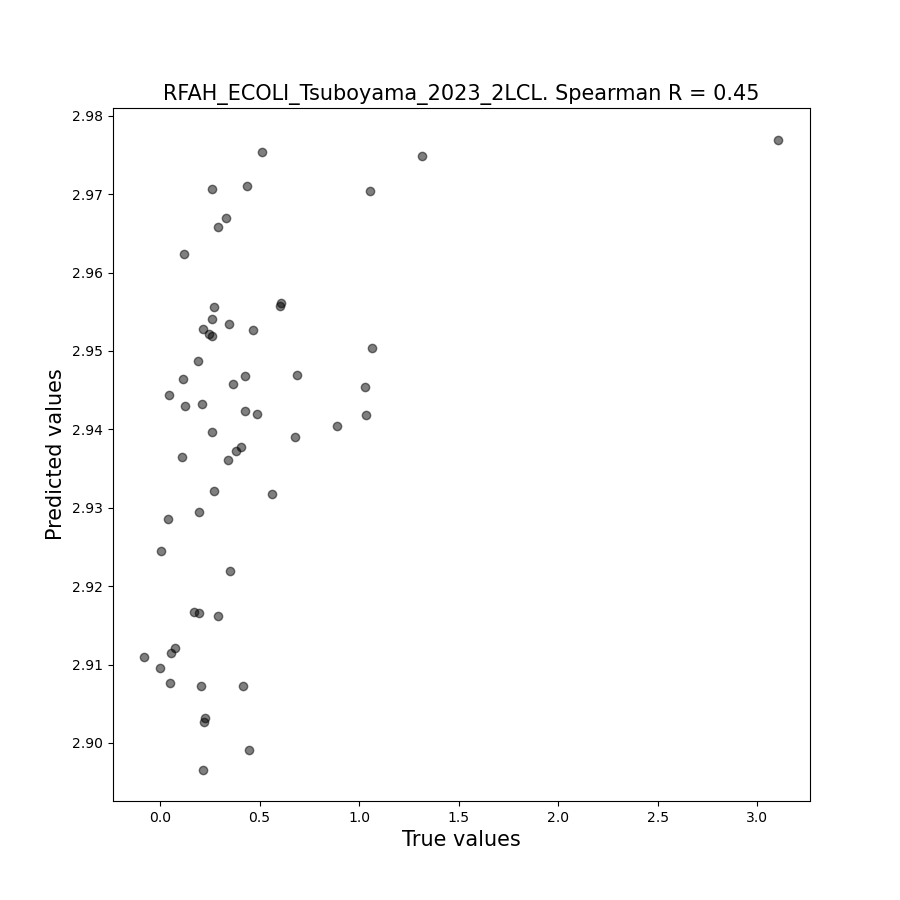 RFAH_ECOLI_Tsuboyama_2023_2LCL. Spearman R = 0.45
2.98
2.97
2.96
2.95
2.94
2.93
2.92
2.91
2.90
Predicted values
0.0 0.5 1.0 1.5 2.0 2.5 3.0
True values